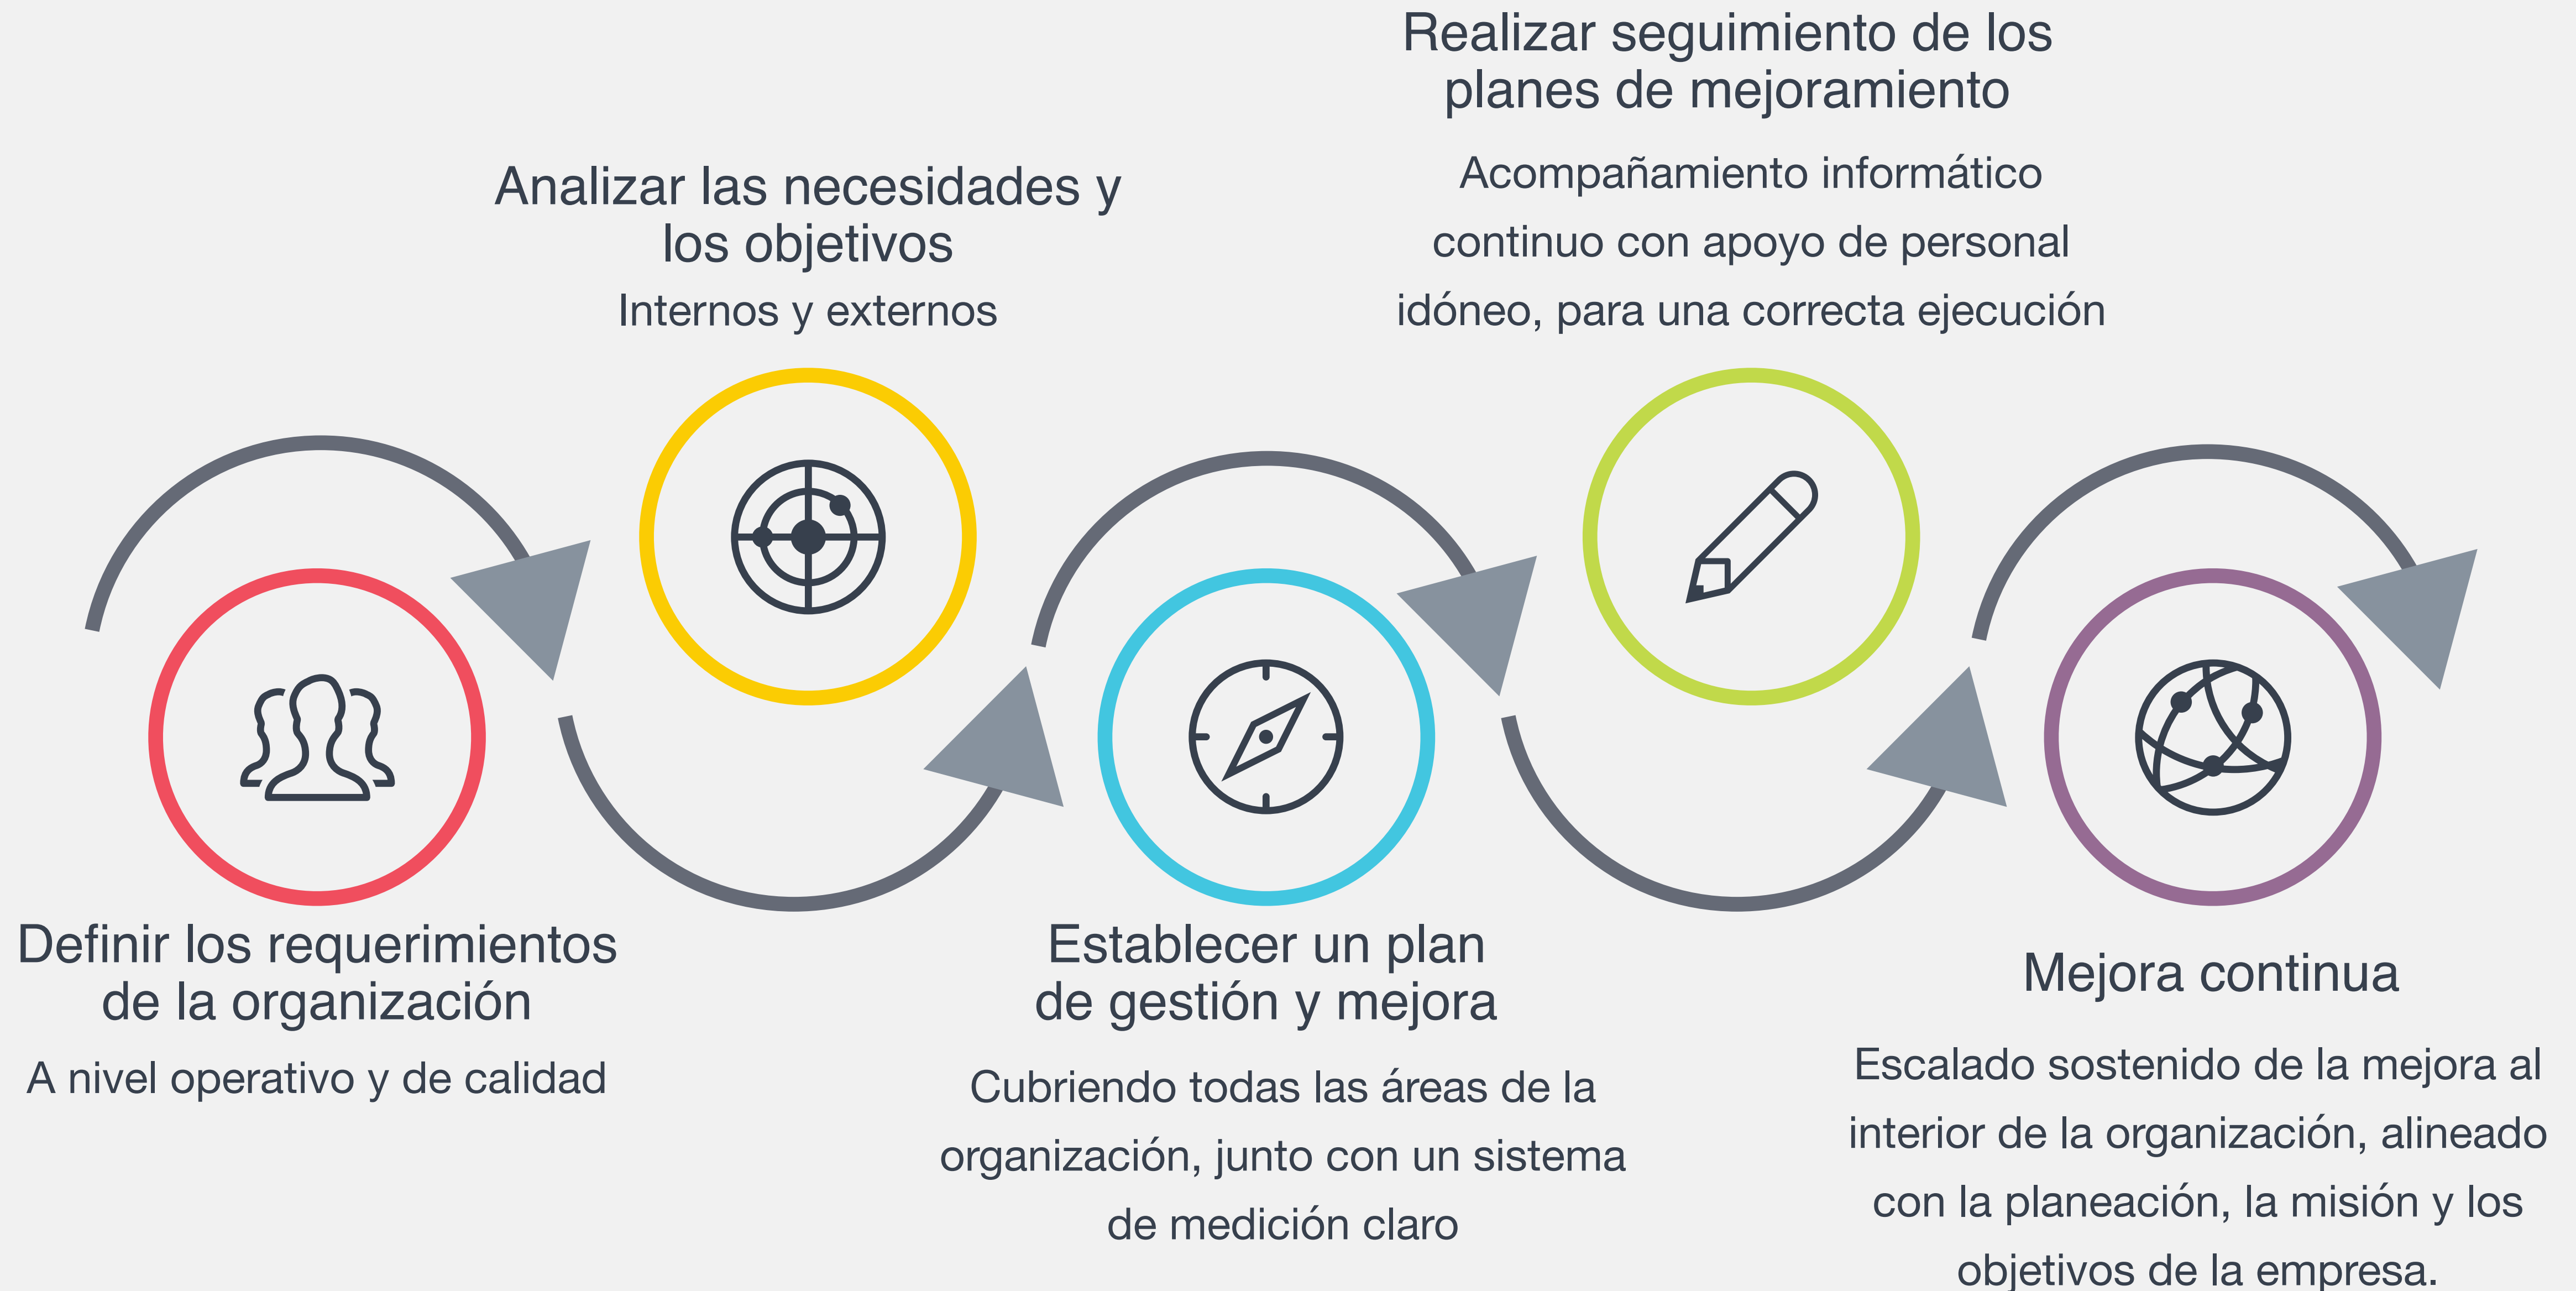 Definir los requerimientos
de la organización
A nivel operativo y de calidad
Analizar las necesidades y
los objetivos
Internos y externos
Establecer un plan
de gestión y mejora
Cubriendo todas las áreas de la
organización, junto con un sistema
de medición claro
Realizar seguimiento de los
planes de mejoramiento
Acompañamiento informático
continuo con apoyo de personal
idóneo, para una correcta ejecución
Mejora continua
Escalado sostenido de la mejora al
interior de la organización, alineado
con la planeación, la misión y los
objetivos de la empresa.